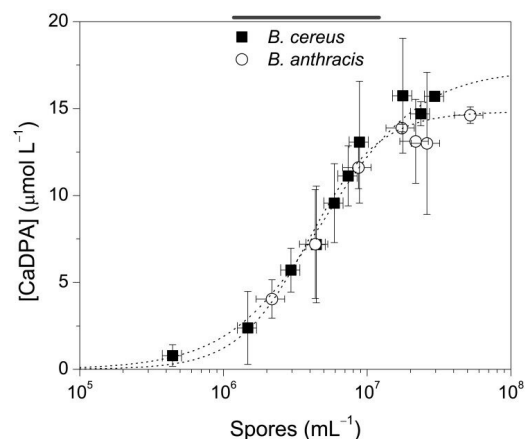 B. cereus
B. anthracis
[CaDPA] (μmol L⁻¹)
20
15
10
5
0
10⁵ 10⁶ 10⁷ 10⁸
Spores (mL⁻¹)